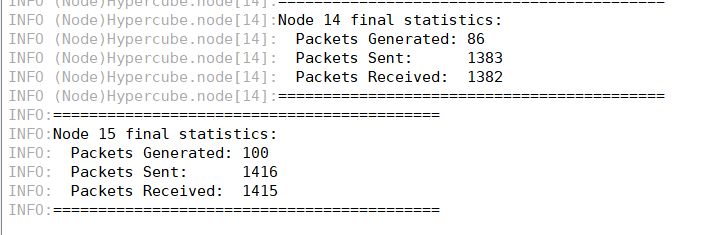 INFO (Node)Hypercube.node[14]:===========================================
INFO (Node)Hypercube.node[14]:Node 14 final statistics:
INFO (Node)Hypercube.node[14]:  Packets Generated: 86
INFO (Node)Hypercube.node[14]:  Packets Sent:      1383
INFO (Node)Hypercube.node[14]:  Packets Received:  1382
INFO (Node)Hypercube.node[14]:===========================================
INFO:===========================================
INFO:Node 15 final statistics:
INFO:  Packets Generated: 100
INFO:  Packets Sent:      1416
INFO:  Packets Received:  1415
INFO:===========================================